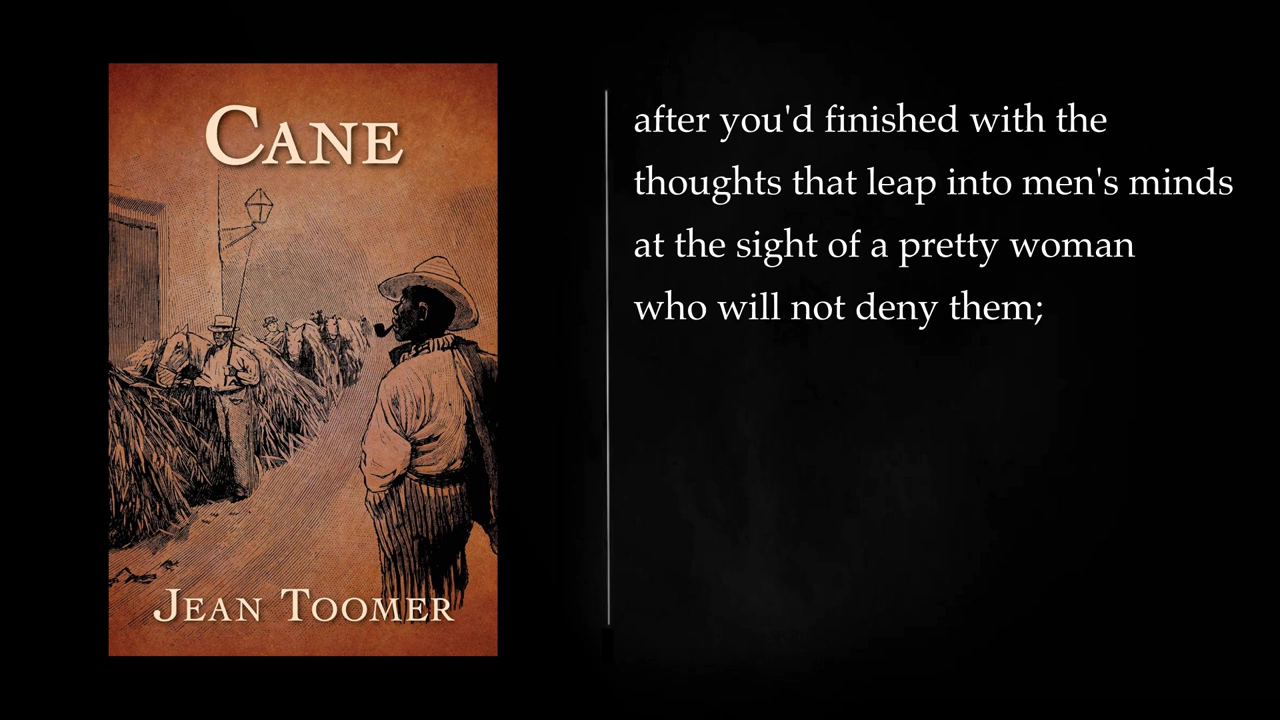 CANE
JEAN TOOMER
after you'd finished with the
thoughts that leap into men's minds
at the sight of a pretty woman
who will not deny them;